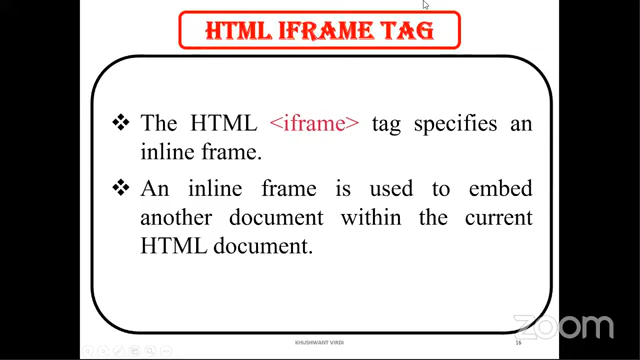 HTML IFRAME TAG
❖ The HTML <iframe> tag specifies an
inline frame.
❖ An inline frame is used to embed
another document within the current
HTML document.
KHUSHWANT VIRDI
16
zoom